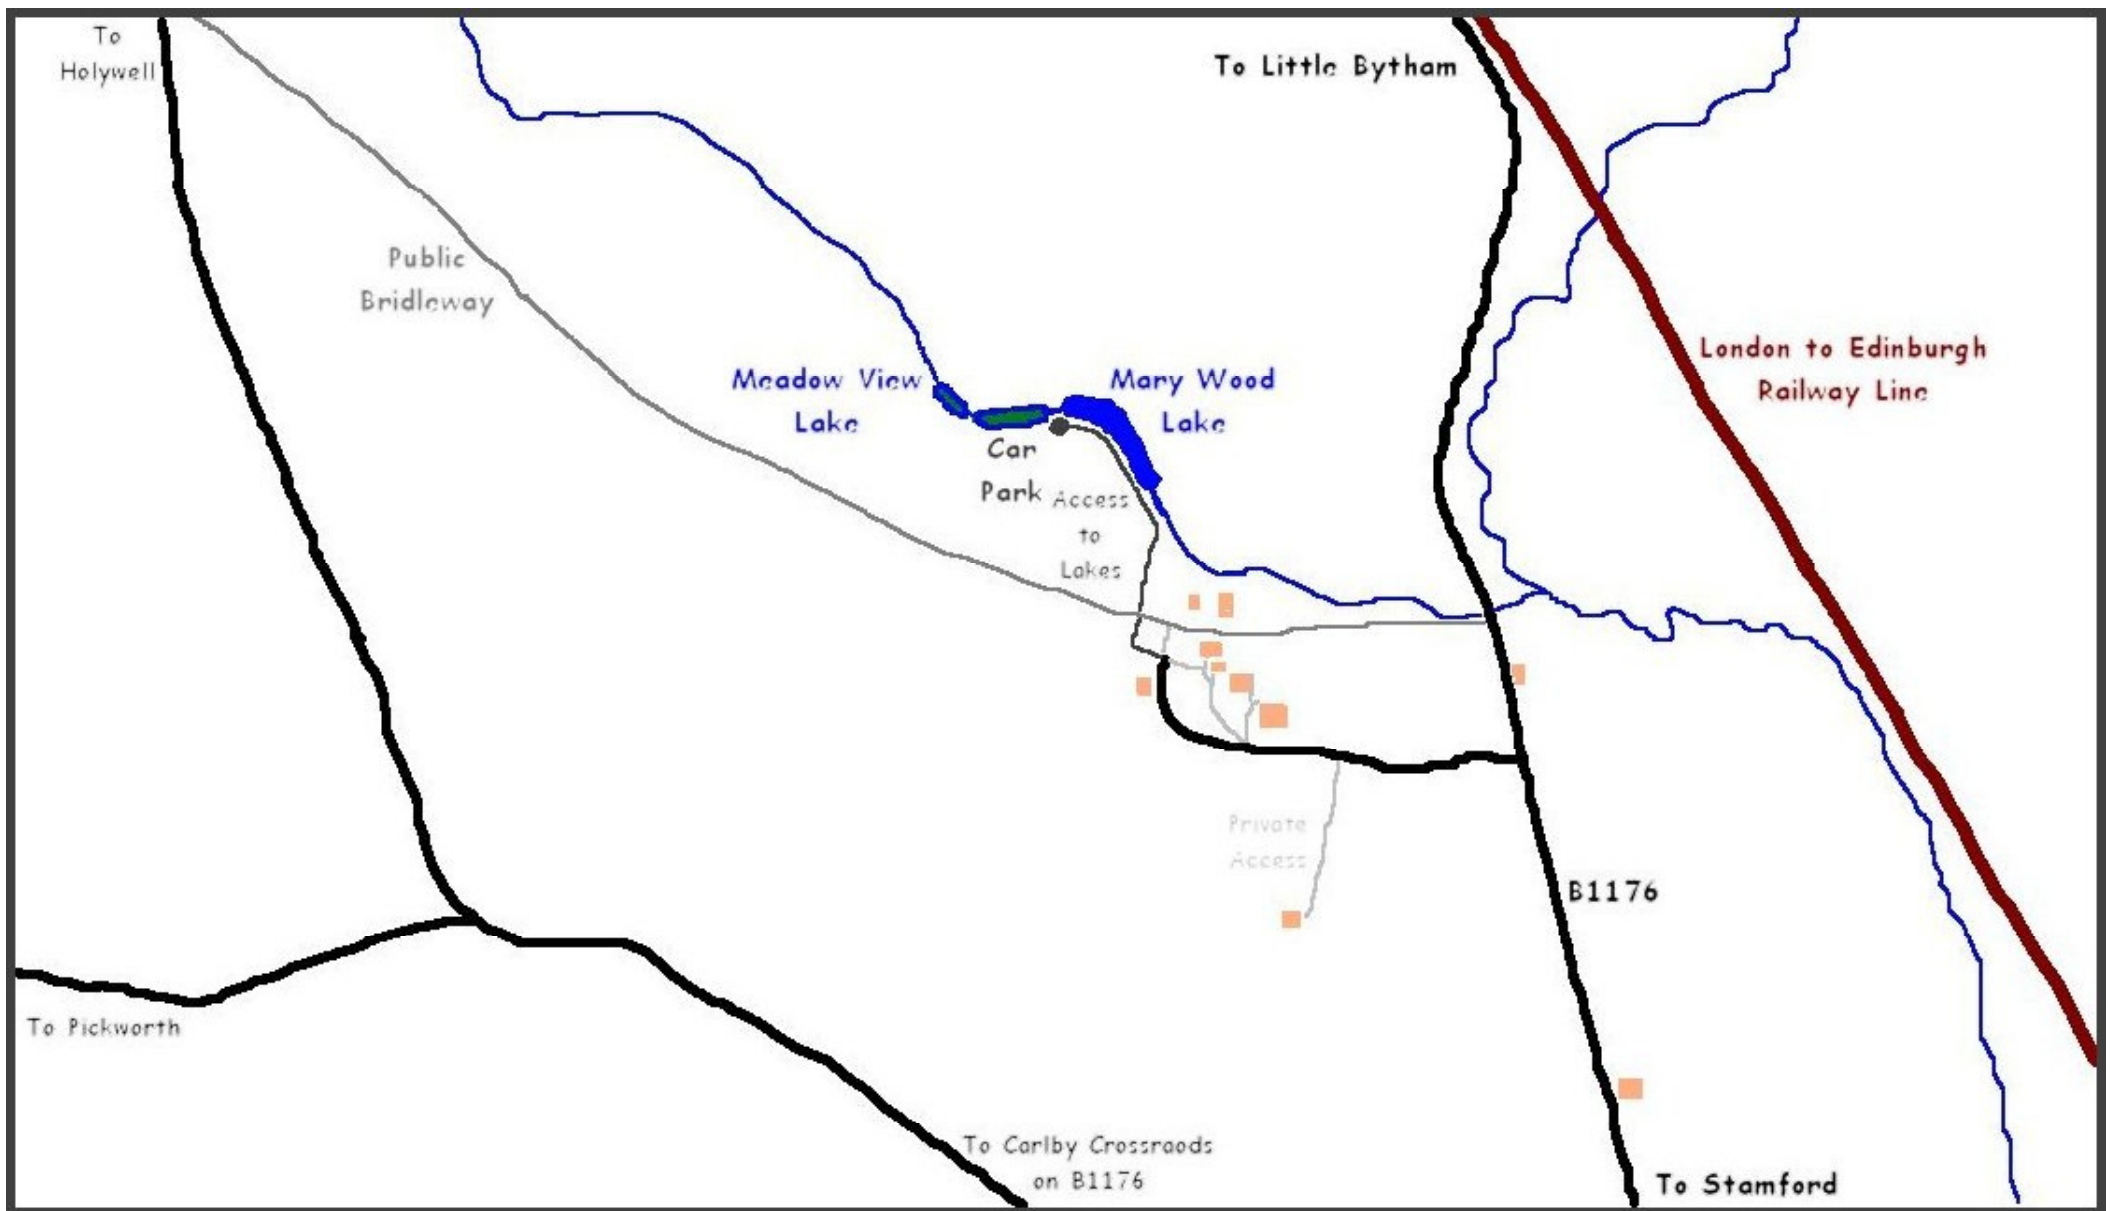 To
Holywell
To Little Bytham
Public
Bridleway
London to Edinburgh
Railway Line
Meadow View
Lake
Mary Wood
Lake
Car
Park
Access
to
Lakes
Private
Access
B1176
To Pickworth
To Carlby Crossroads
on B1176
To Stamford